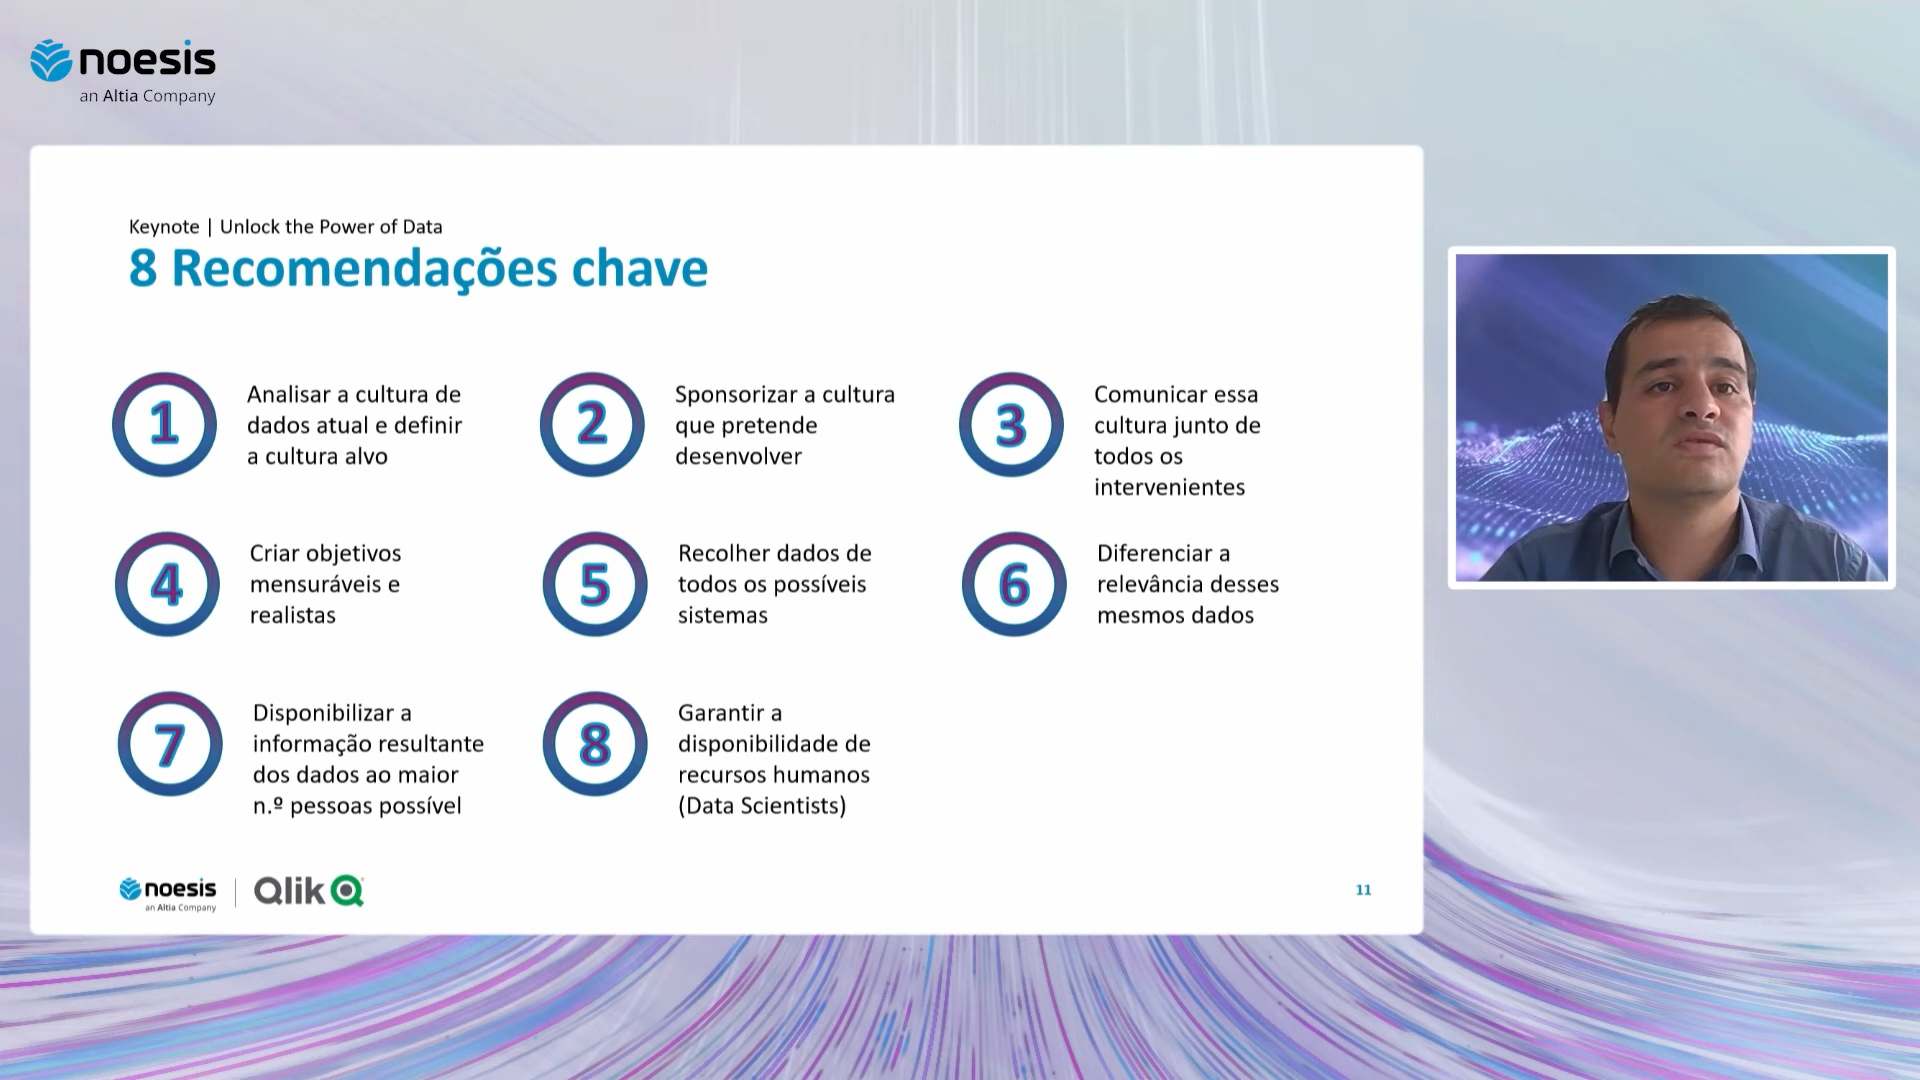 noesis
an Altia Company
Keynote | Unlock the Power of Data
8 Recomendações chave
1
Analisar a cultura de
dados atual e definir
a cultura alvo
2
Sponsorizar a cultura
que pretende
desenvolver
3
Comunicar essa
cultura junto de
todos os
intervenientes
4
Criar objetivos
mensuráveis e
realistas
5
Recolher dados de
todos os possíveis
sistemas
6
Diferenciar a
relevância desses
mesmos dados
7
Disponibilizar a
informação resultante
dos dados ao maior
n.º pessoas possível
8
Garantir a
disponibilidade de
recursos humanos
(Data Scientists)
noesis
an Altia Company
Qlik
11